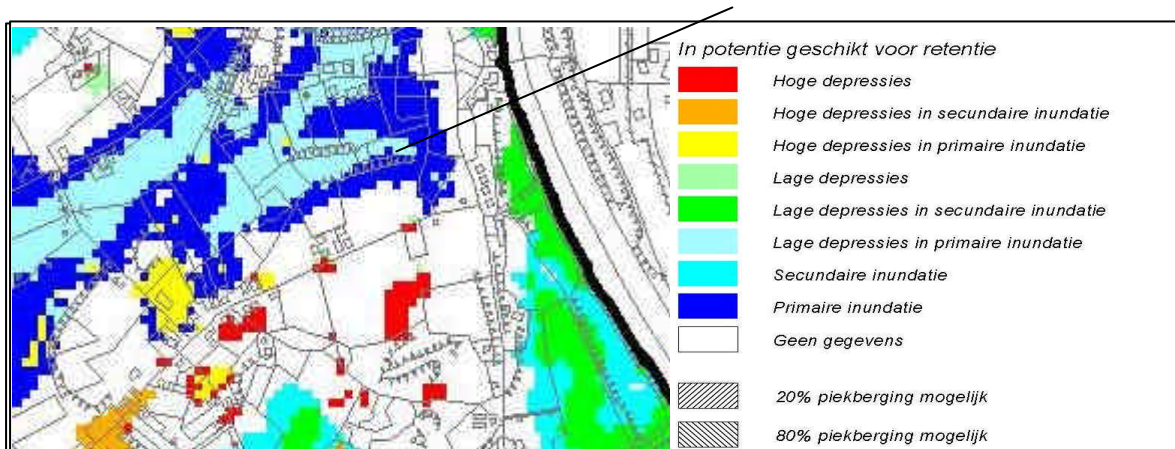 In potentie geschikt voor retentie
Hoge depressies
Hoge depressies in secundaire inundatie
Hoge depressies in primaire inundatie
Lage depressies
Lage depressies in secundaire inundatie
Lage depressies in primaire inundatie
Secundaire inundatie
Primaire inundatie
Geen gegevens
20% piekberging mogelijk
80% piekberging mogelijk